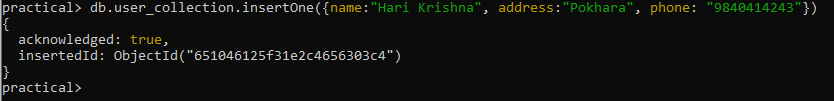 practical> db.user_collection.insertOne({name:"Hari Krishna", address:"Pokhara", phone: "9840414243"})
{
  acknowledged: true,
  insertedId: ObjectId("651046125f31e2c4656303c4")
}
practical>